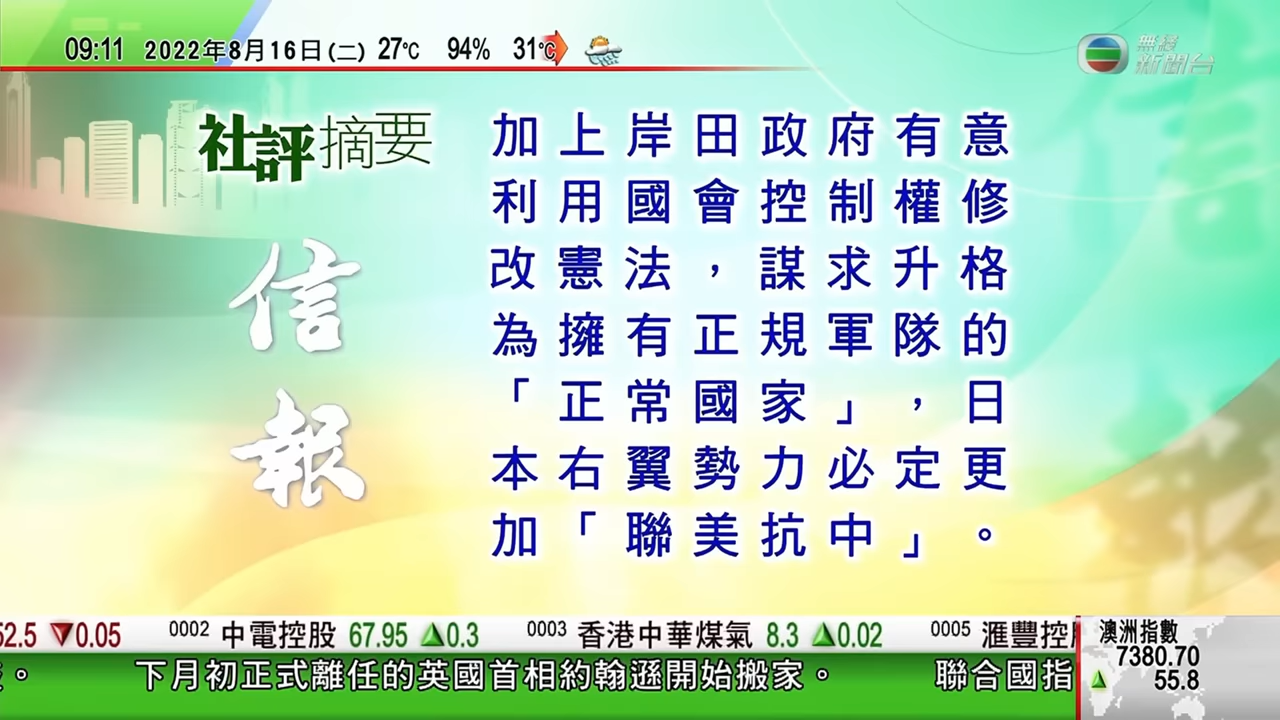 09:11 2022年8月16日(二) 27℃ 94% 31℃
無綫
新聞台
社評摘要
信報
加上岸田政府有意
利用國會控制權修
改憲法，謀求升格
為擁有正規軍隊的
「正常國家」，日
本右翼勢力必定更
加「聯美抗中」。
52.5 ▼0.05 0002 中電控股 67.95 ▲0.3 0003 香港中華煤氣 8.3 ▲0.02 0005 滙豐控
澳洲指數
7380.70
▲ 55.8
。 下月初正式離任的英國首相約翰遜開始搬家。 聯合國指